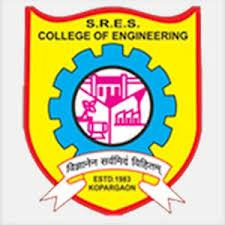 S.R.E.S.
COLLEGE OF ENGINEERING
विज्ञानेन सर्वमिदं विहितम्
ESTD.1983
KOPARGAON